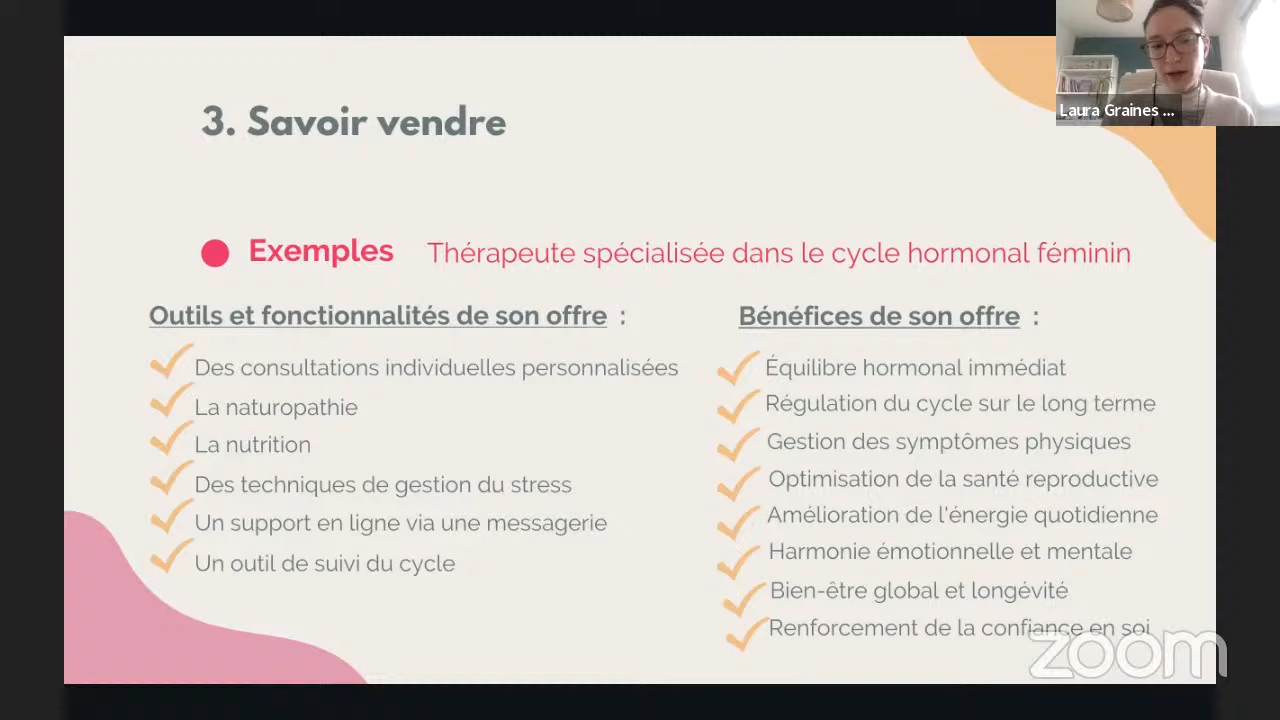 Laura Graines ...
3. Savoir vendre
Exemples Thérapeute spécialisée dans le cycle hormonal féminin
Outils et fonctionnalités de son offre :
Des consultations individuelles personnalisées
La naturopathie
La nutrition
Des techniques de gestion du stress
Un support en ligne via une messagerie
Un outil de suivi du cycle
Bénéfices de son offre :
Équilibre hormonal immédiat
Régulation du cycle sur le long terme
Gestion des symptômes physiques
Optimisation de la santé reproductive
Amélioration de l'énergie quotidienne
Harmonie émotionnelle et mentale
Bien-être global et longévité
Renforcement de la confiance en soi
zoom